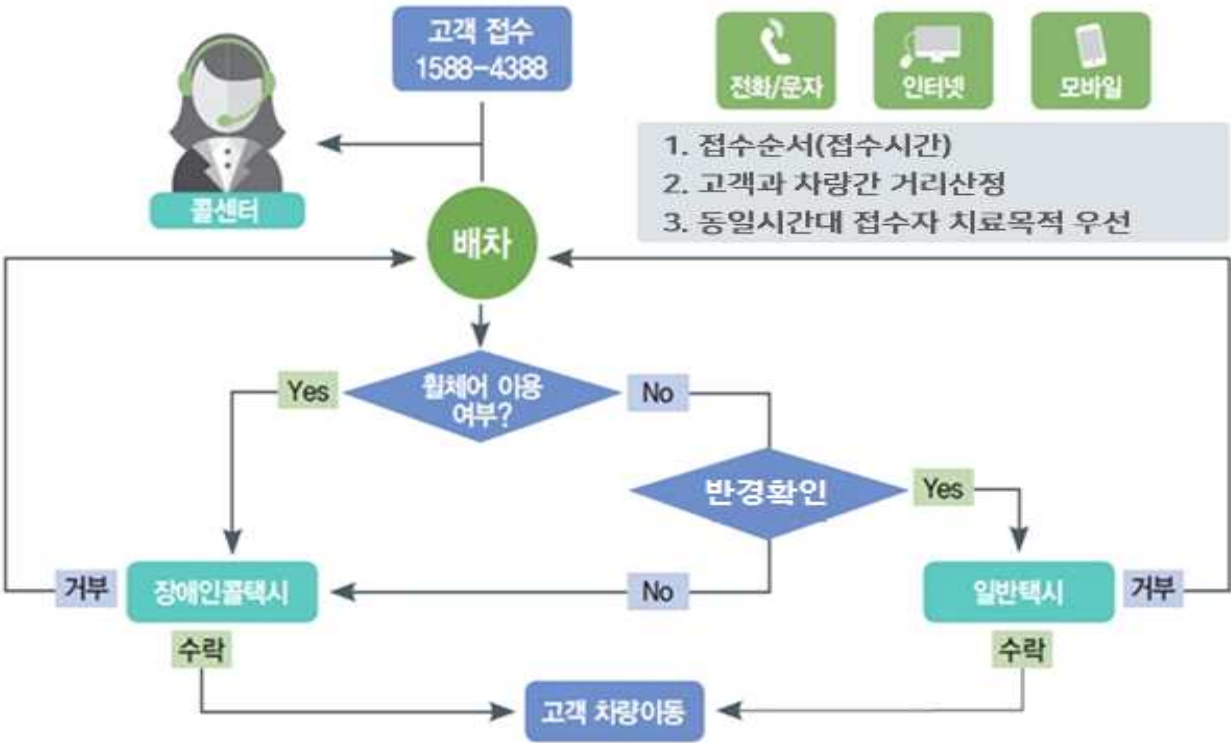 고객 접수
1588-4388
전화/문자
인터넷
모바일
1. 접수순서(접수시간)
2. 고객과 차량간 거리산정
3. 동일시간대 접수자 치료목적 우선
콜센터
배차
Yes
휠체어 이용
여부?
No
반경확인
Yes
거부
장애인콜택시
No
일반택시
거부
수락
수락
고객 차량이동